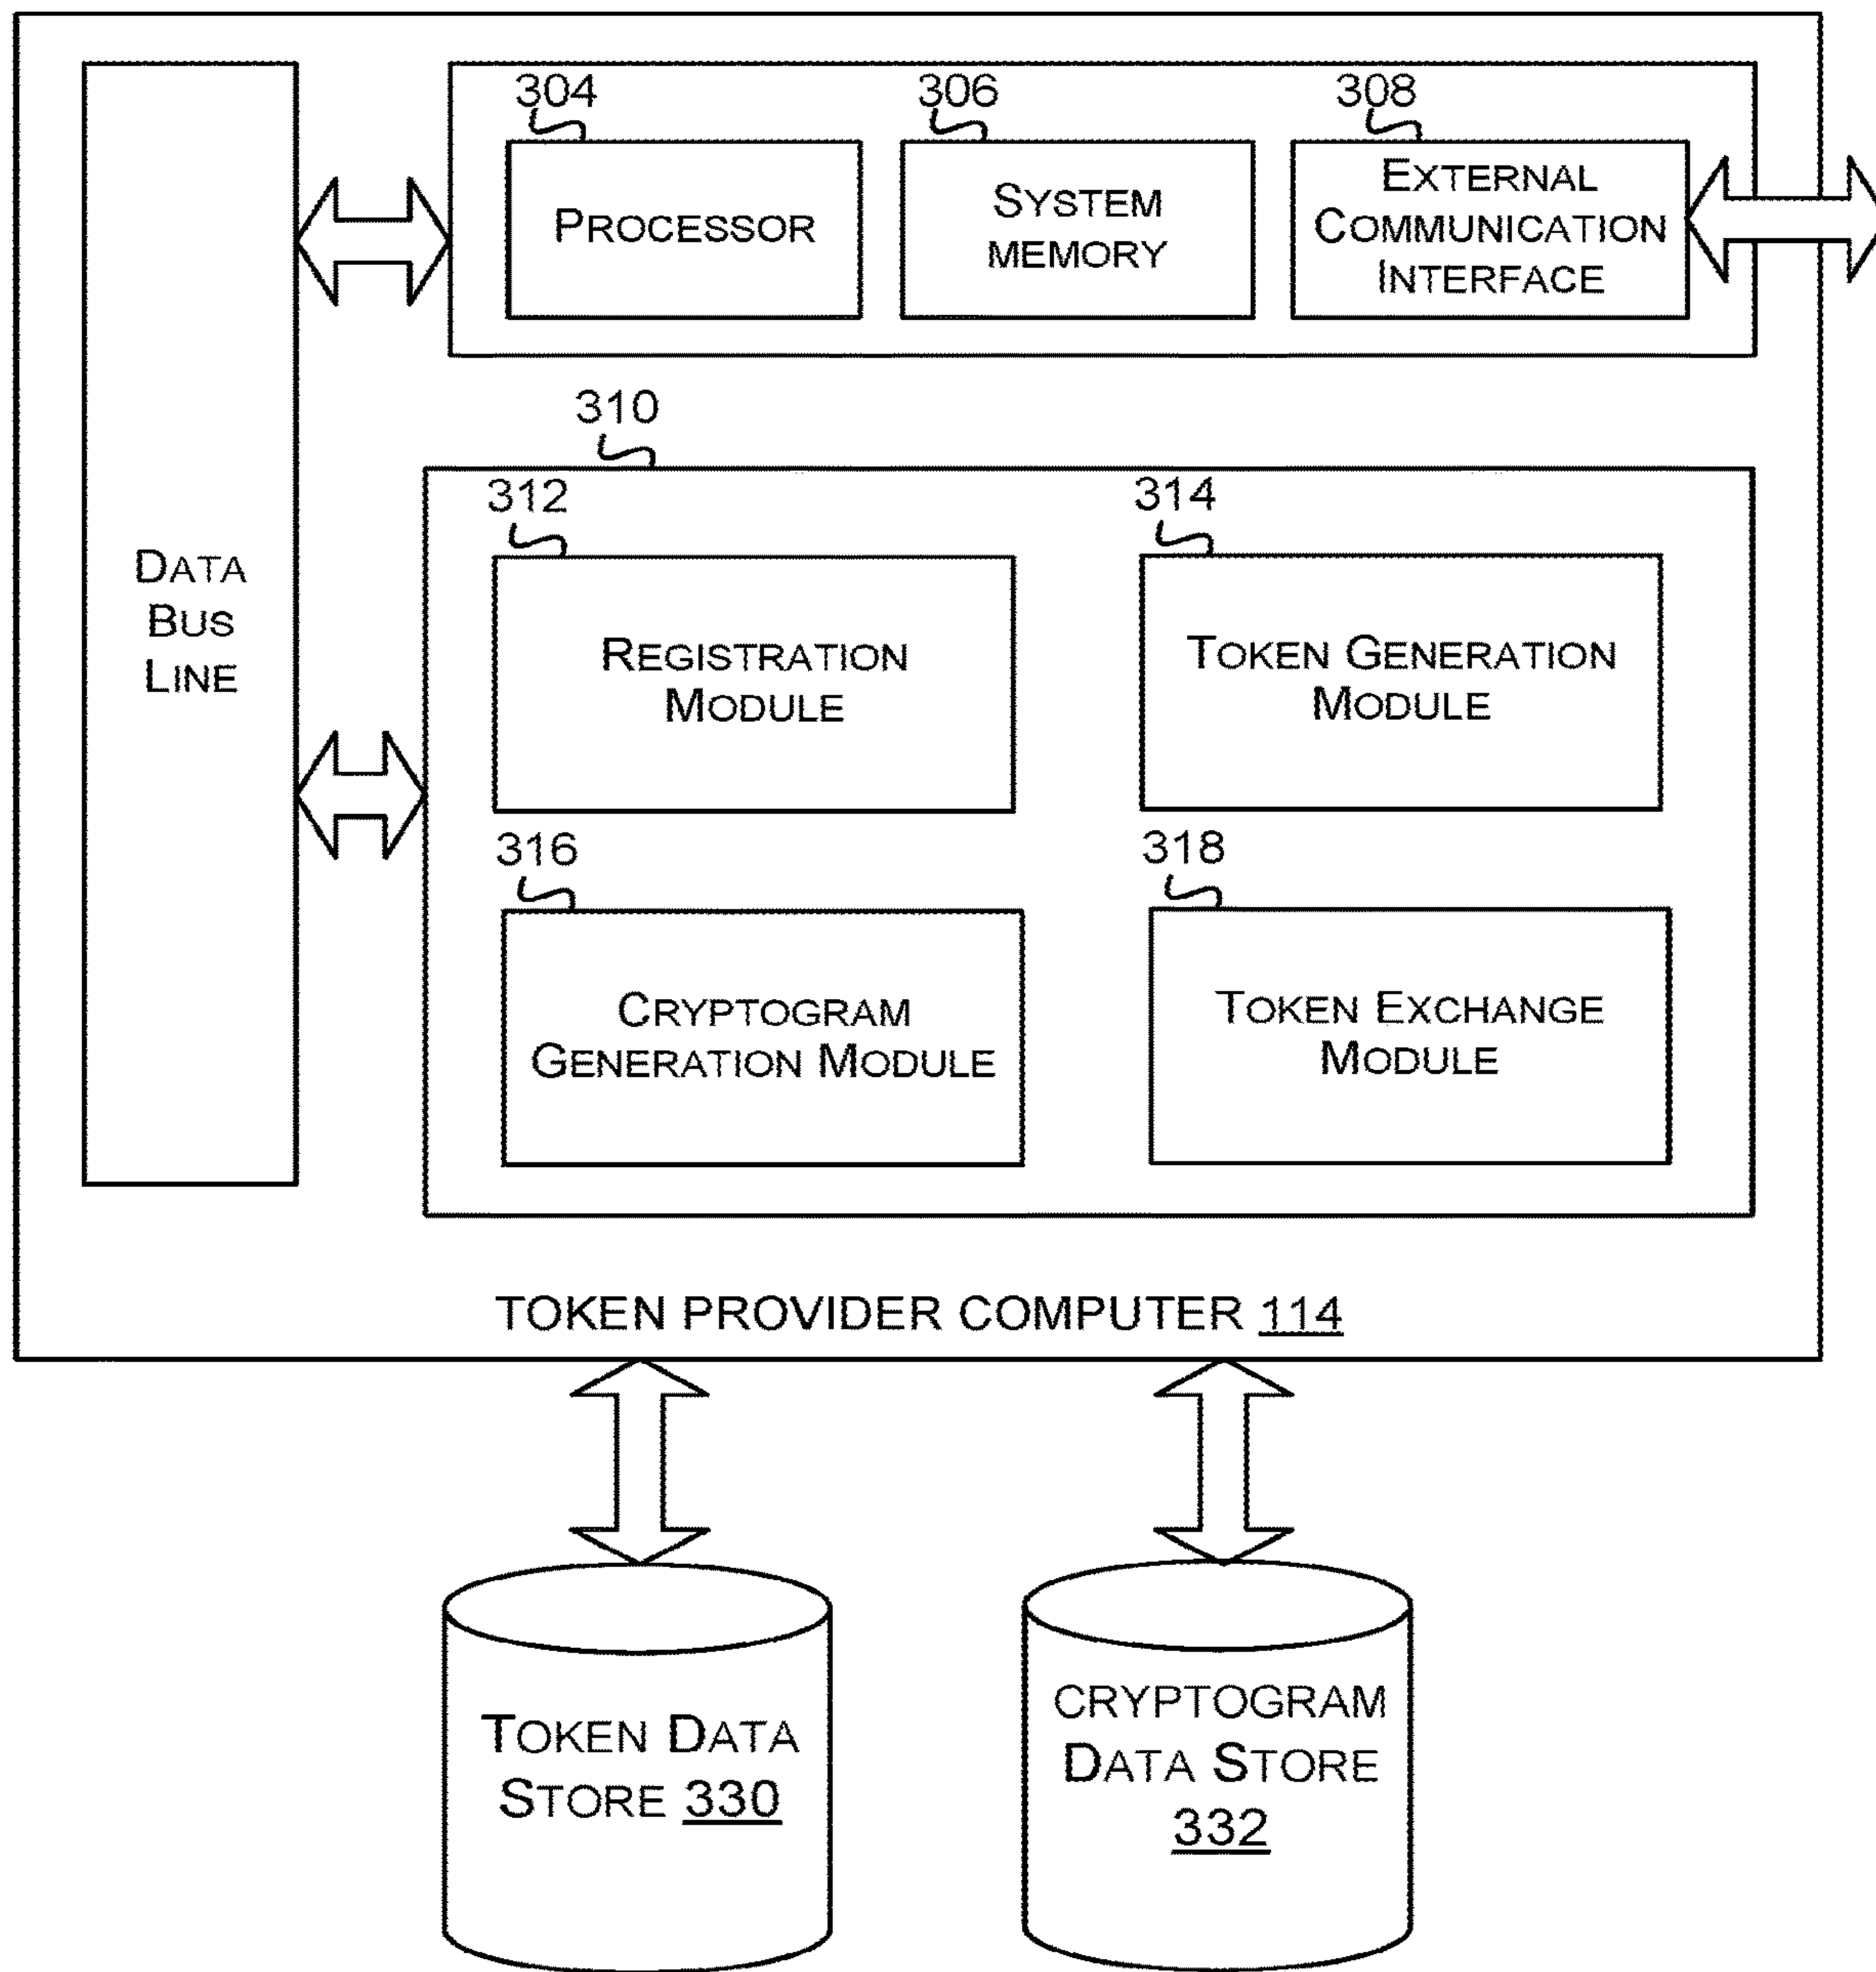 304
306
308
PROCESSOR
SYSTEM
MEMORY
EXTERNAL
COMMUNICATION
INTERFACE
310
DATA
BUS
LINE
312
314
REGISTRATION
MODULE
TOKEN GENERATION
MODULE
316
318
CRYPTOGRAM
GENERATION MODULE
TOKEN EXCHANGE
MODULE
TOKEN PROVIDER COMPUTER 114
TOKEN DATA
STORE 330
CRYPTOGRAM
DATA STORE
332